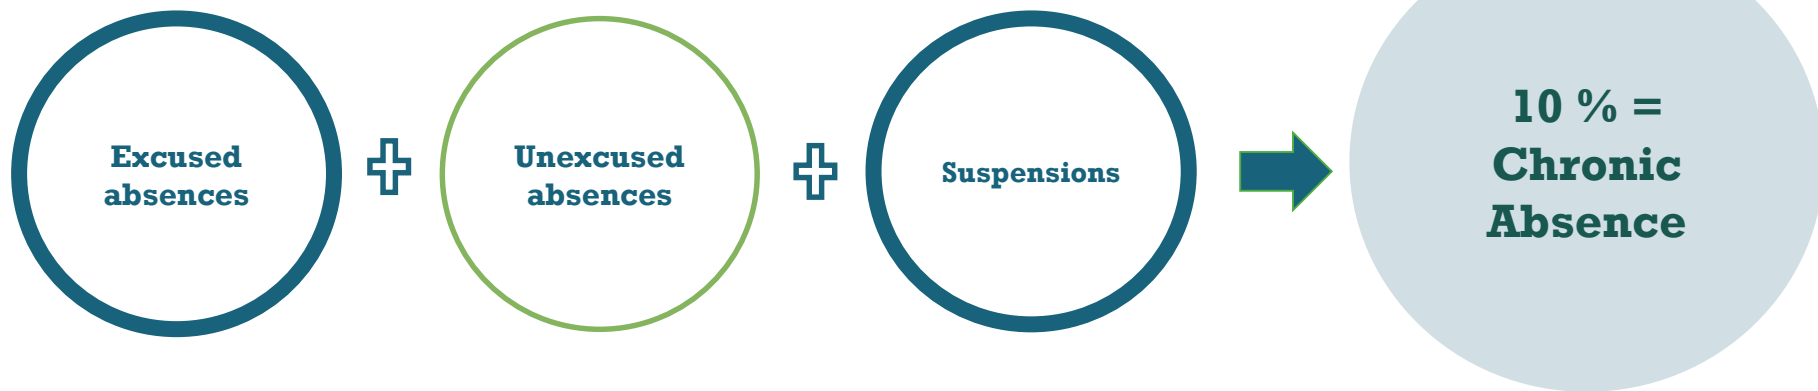 Excused
absences
Unexcused
absences
Suspensions
10 % =
Chronic
Absence